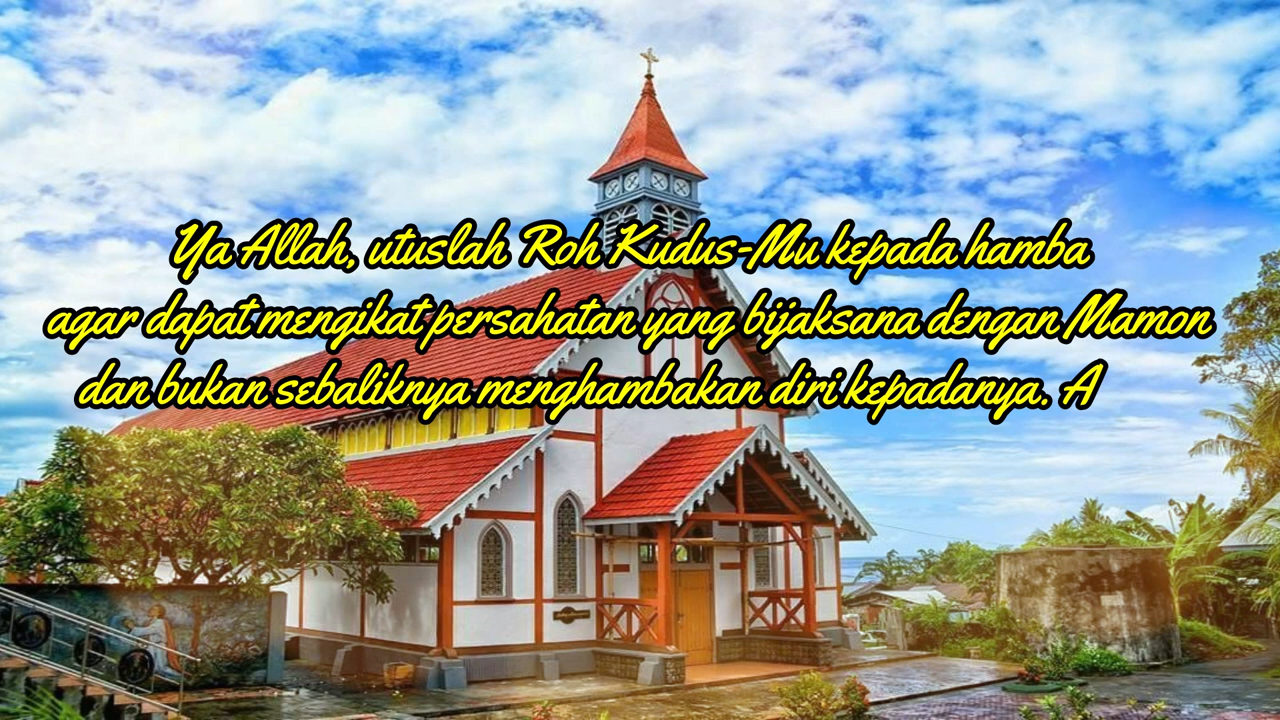 Ya Allah, utuslah Roh Kudus-Mu kepada hamba
agar dapat mengikat persahatan yang bijaksana dengan Mamon
dan bukan sebaliknya menghambakan diri kepadanya. A